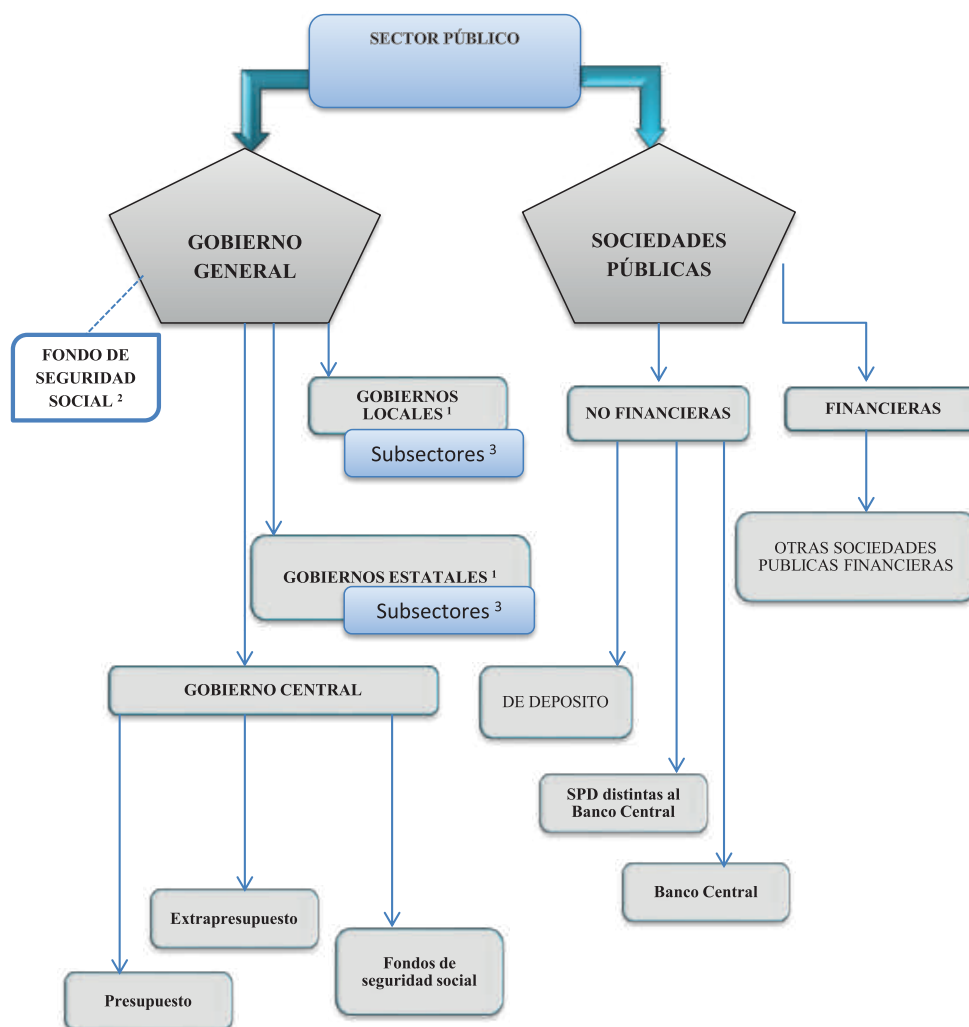 SECTOR PÚBLICO
GOBIERNO
GENERAL
SOCIEDADES
PÚBLICAS
FONDO DE
SEGURIDAD
SOCIAL ²
GOBIERNOS
LOCALES ¹
Subsectores ³
NO FINANCIERAS
FINANCIERAS
OTRAS SOCIEDADES
PUBLICAS FINANCIERAS
GOBIERNOS ESTATALES ¹
Subsectores ³
GOBIERNO CENTRAL
DE DEPOSITO
SPD distintas al
Banco Central
Banco Central
Extrapresupuesto
Fondos de
seguridad social
Presupuesto